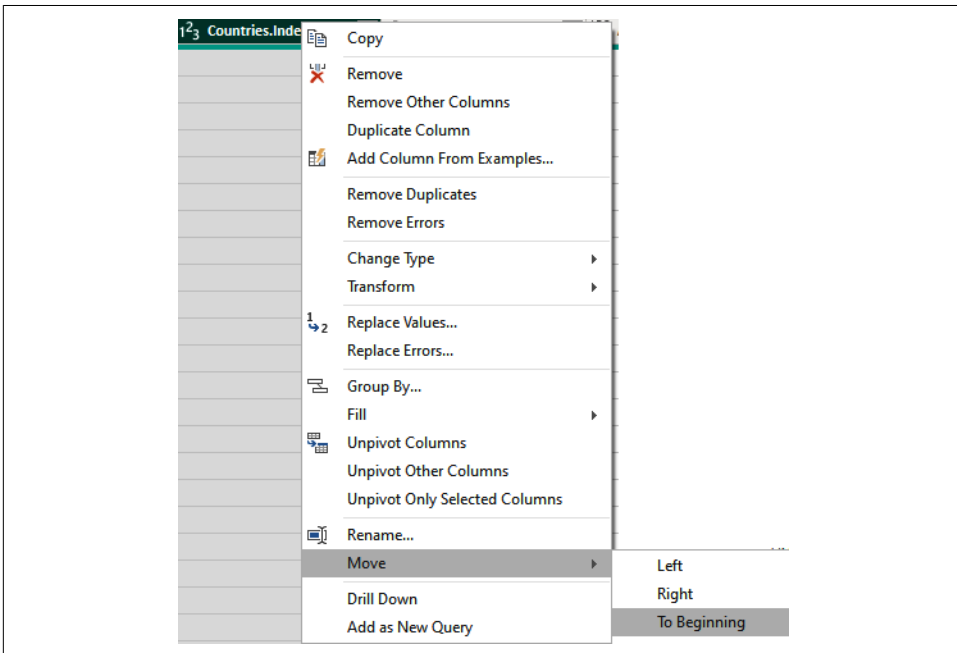 1²3 Countries.Inde
Copy
Remove
Remove Other Columns
Duplicate Column
Add Column From Examples...
Remove Duplicates
Remove Errors
Change Type
Transform
1
2
Replace Values...
Replace Errors...
Group By...
Fill
Unpivot Columns
Unpivot Other Columns
Unpivot Only Selected Columns
Rename...
Move
Left
Right
To Beginning
Drill Down
Add as New Query